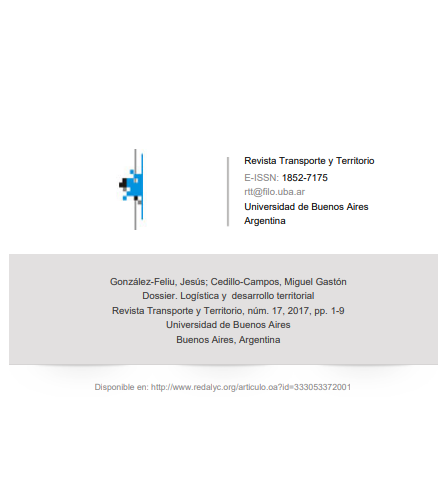 Revista Transporte y Territorio
E-ISSN: 1852-7175
rtt@filo.uba.ar
Universidad de Buenos Aires
Argentina
González-Feliu, Jesús; Cedillo-Campos, Miguel Gastón
Dossier. Logística y desarrollo territorial
Revista Transporte y Territorio, núm. 17, 2017, pp. 1-9
Universidad de Buenos Aires
Buenos Aires, Argentina
Disponible en: http://www.redalyc.org/articulo.oa?id=333053372001